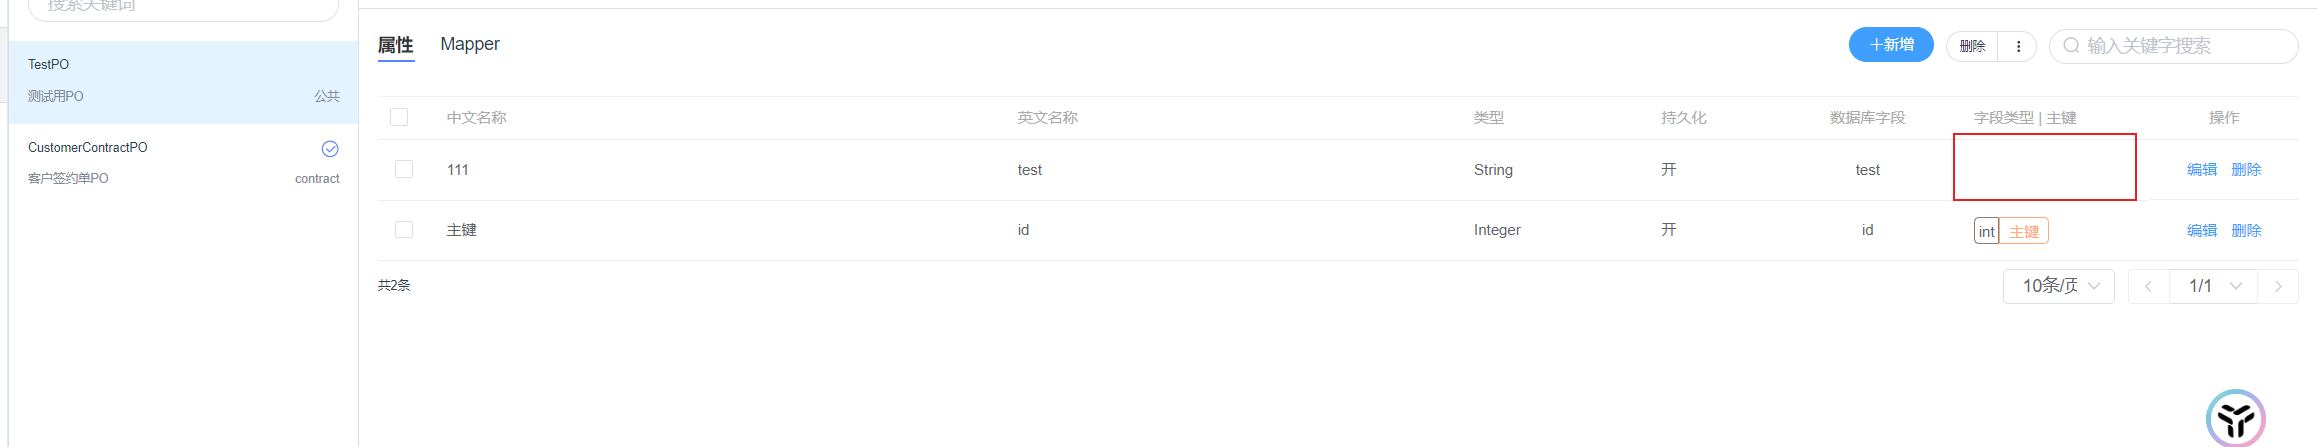 搜索关键词
TestPO
测试用PO 公共
CustomerContractPO
客户签约单PO contract
属性 Mapper
+新增 删除 输入关键字搜索
中文名称 英文名称 类型 持久化 数据库字段 字段类型 | 主键 操作
111 test String 开 test 编辑 删除
主键 id Integer 开 id int 主键 编辑 删除
共2条 10条/页 1/1